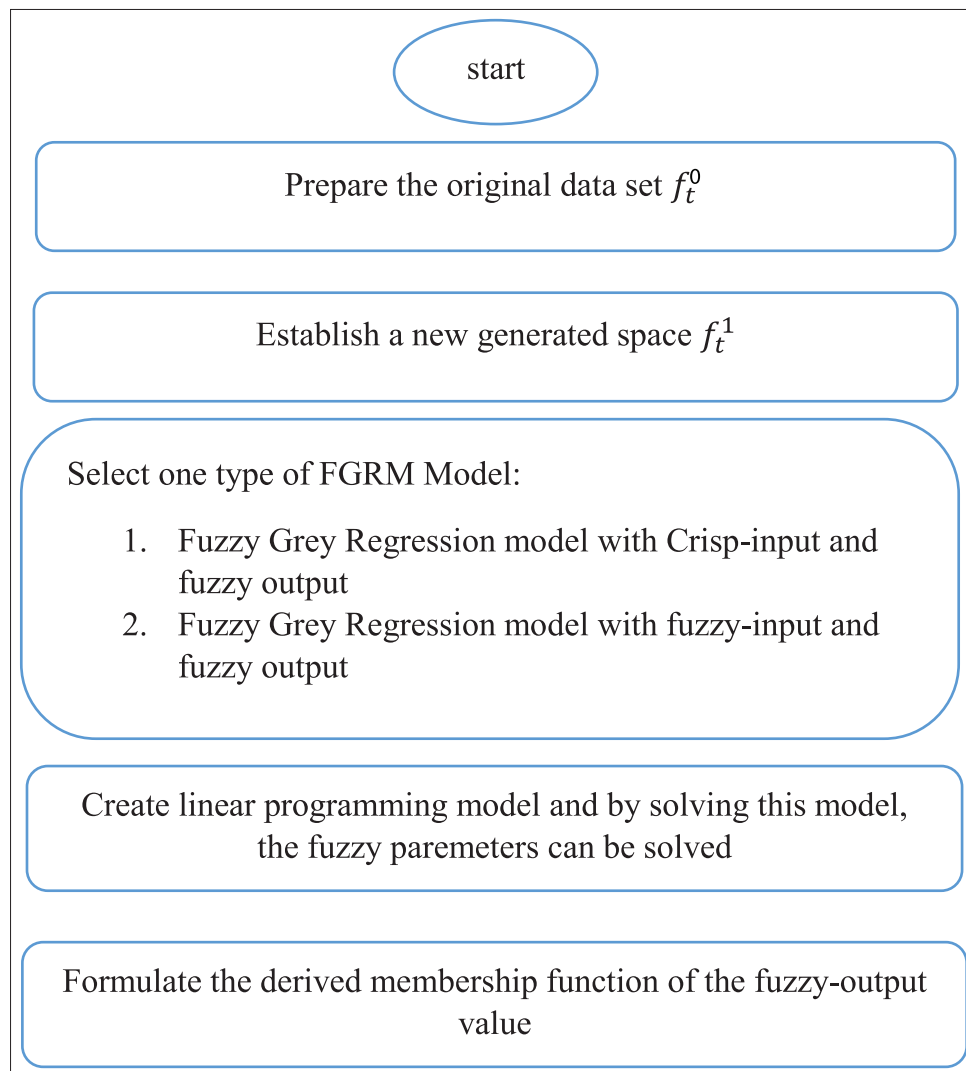 start
Prepare the original data set $f_t^0$
Establish a new generated space $f_t^1$
Select one type of FGRM Model:
1. Fuzzy Grey Regression model with Crisp-input and
fuzzy output
2. Fuzzy Grey Regression model with fuzzy-input and
fuzzy output
Create linear programming model and by solving this model,
the fuzzy paremeters can be solved
Formulate the derived membership function of the fuzzy-output
value